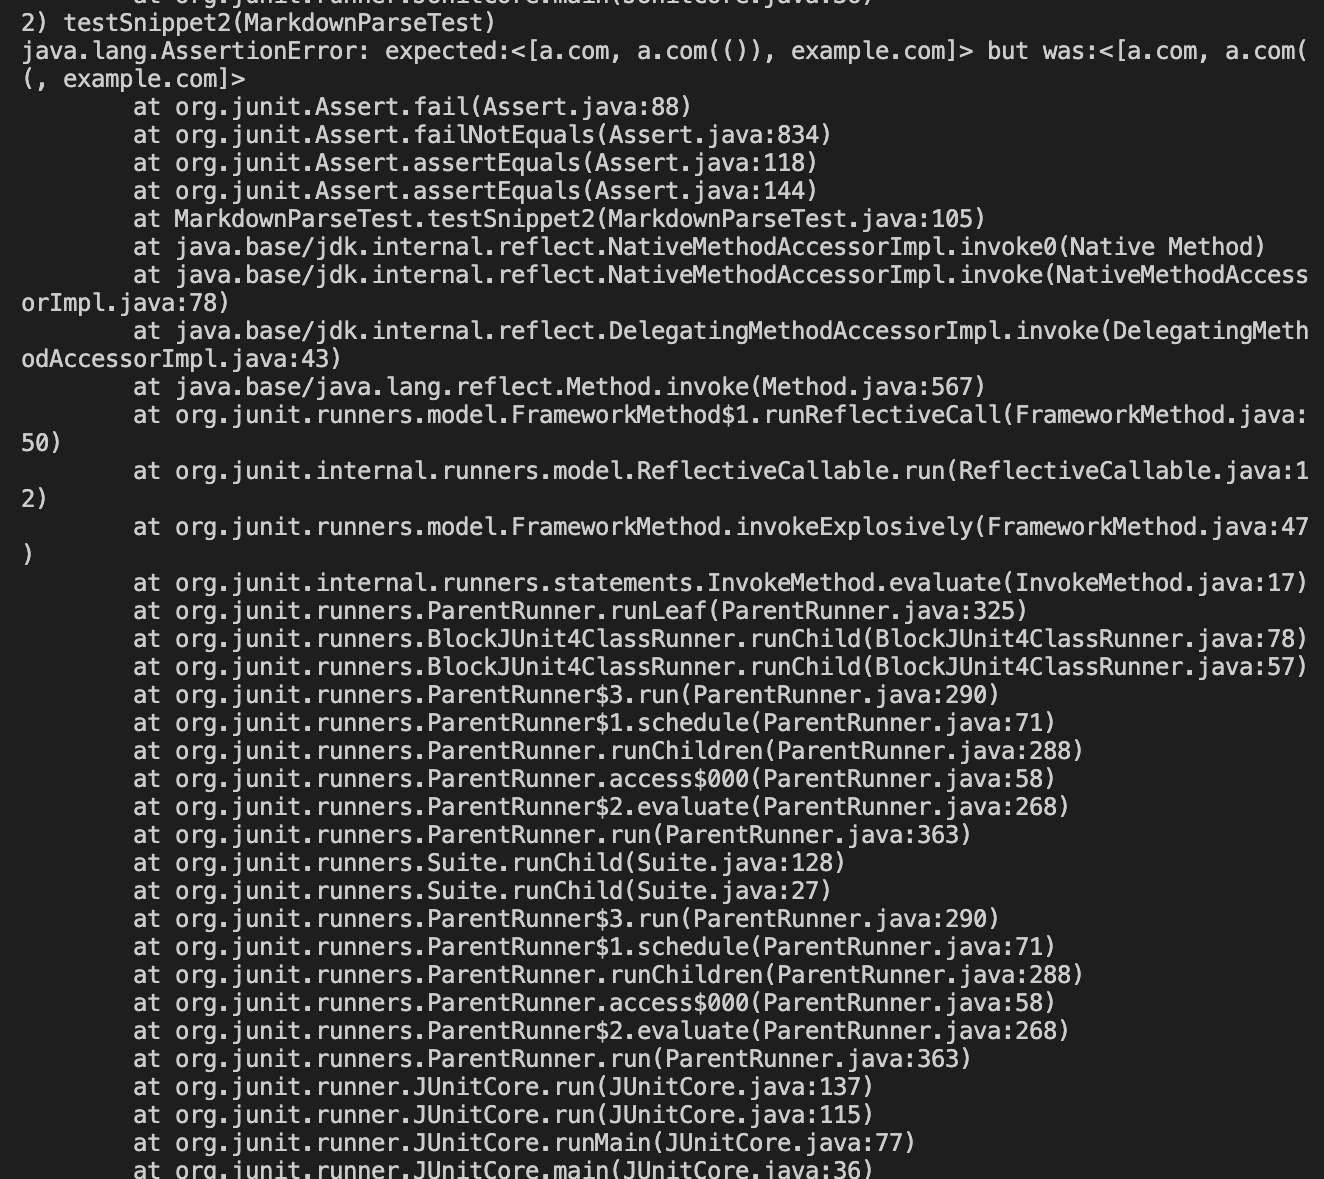 at org.junit.runner.JUnitCore.main(JUnitCore.java:36)
2) testSnippet2(MarkdownParseTest)
java.lang.AssertionError: expected:<[a.com, a.com(()), example.com]> but was:<[a.com, a.com(
(, example.com]>
at org.junit.Assert.fail(Assert.java:88)
at org.junit.Assert.failNotEquals(Assert.java:834)
at org.junit.Assert.assertEquals(Assert.java:118)
at org.junit.Assert.assertEquals(Assert.java:144)
at MarkdownParseTest.testSnippet2(MarkdownParseTest.java:105)
at java.base/jdk.internal.reflect.NativeMethodAccessorImpl.invoke0(Native Method)
at java.base/jdk.internal.reflect.NativeMethodAccessorImpl.invoke(NativeMethodAccess
orImpl.java:78)
at java.base/jdk.internal.reflect.DelegatingMethodAccessorImpl.invoke(DelegatingMeth
odAccessorImpl.java:43)
at java.base/java.lang.reflect.Method.invoke(Method.java:567)
at org.junit.runners.model.FrameworkMethod$1.runReflectiveCall(FrameworkMethod.java:
50)
at org.junit.internal.runners.model.ReflectiveCallable.run(ReflectiveCallable.java:1
2)
at org.junit.runners.model.FrameworkMethod.invokeExplosively(FrameworkMethod.java:47
)
at org.junit.internal.runners.statements.InvokeMethod.evaluate(InvokeMethod.java:17)
at org.junit.runners.ParentRunner.runLeaf(ParentRunner.java:325)
at org.junit.runners.BlockJUnit4ClassRunner.runChild(BlockJUnit4ClassRunner.java:78)
at org.junit.runners.BlockJUnit4ClassRunner.runChild(BlockJUnit4ClassRunner.java:57)
at org.junit.runners.ParentRunner$3.run(ParentRunner.java:290)
at org.junit.runners.ParentRunner$1.schedule(ParentRunner.java:71)
at org.junit.runners.ParentRunner.runChildren(ParentRunner.java:288)
at org.junit.runners.ParentRunner.access$000(ParentRunner.java:58)
at org.junit.runners.ParentRunner$2.evaluate(ParentRunner.java:268)
at org.junit.runners.ParentRunner.run(ParentRunner.java:363)
at org.junit.runners.Suite.runChild(Suite.java:128)
at org.junit.runners.Suite.runChild(Suite.java:27)
at org.junit.runners.ParentRunner$3.run(ParentRunner.java:290)
at org.junit.runners.ParentRunner$1.schedule(ParentRunner.java:71)
at org.junit.runners.ParentRunner.runChildren(ParentRunner.java:288)
at org.junit.runners.ParentRunner.access$000(ParentRunner.java:58)
at org.junit.runners.ParentRunner$2.evaluate(ParentRunner.java:268)
at org.junit.runners.ParentRunner.run(ParentRunner.java:363)
at org.junit.runner.JUnitCore.run(JUnitCore.java:137)
at org.junit.runner.JUnitCore.run(JUnitCore.java:115)
at org.junit.runner.JUnitCore.runMain(JUnitCore.java:77)
at org.junit.runner.JUnitCore.main(JUnitCore.java:36)